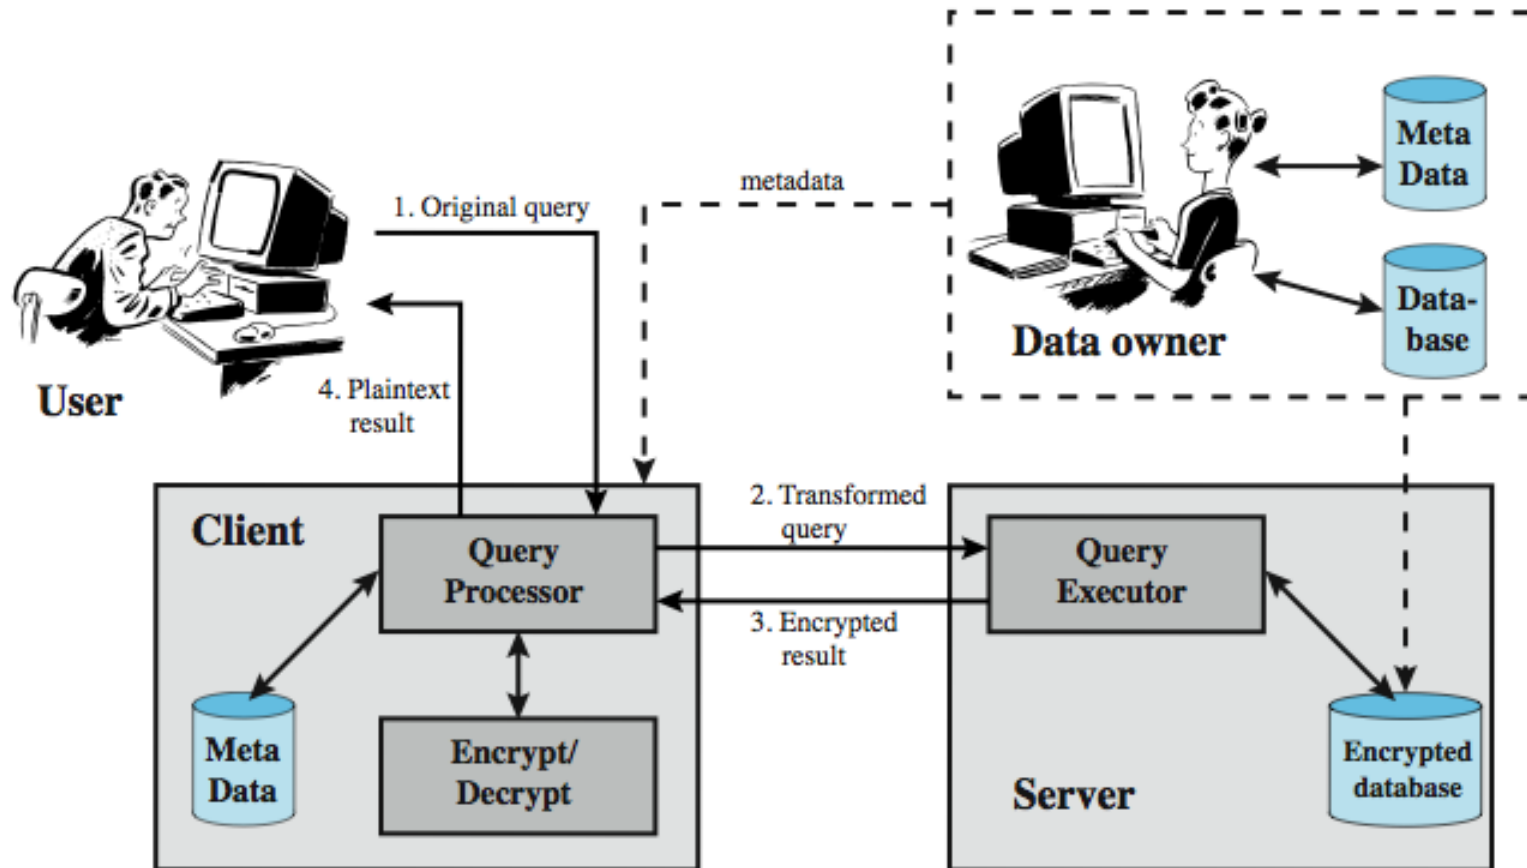 Meta
Data
metadata
1. Original query
Data-
base
Data owner
User
4. Plaintext
result
2. Transformed
query
Client
Query
Processor
Query
Executor
3. Encrypted
result
Meta
Data
Encrypt/
Decrypt
Server
Encrypted
database